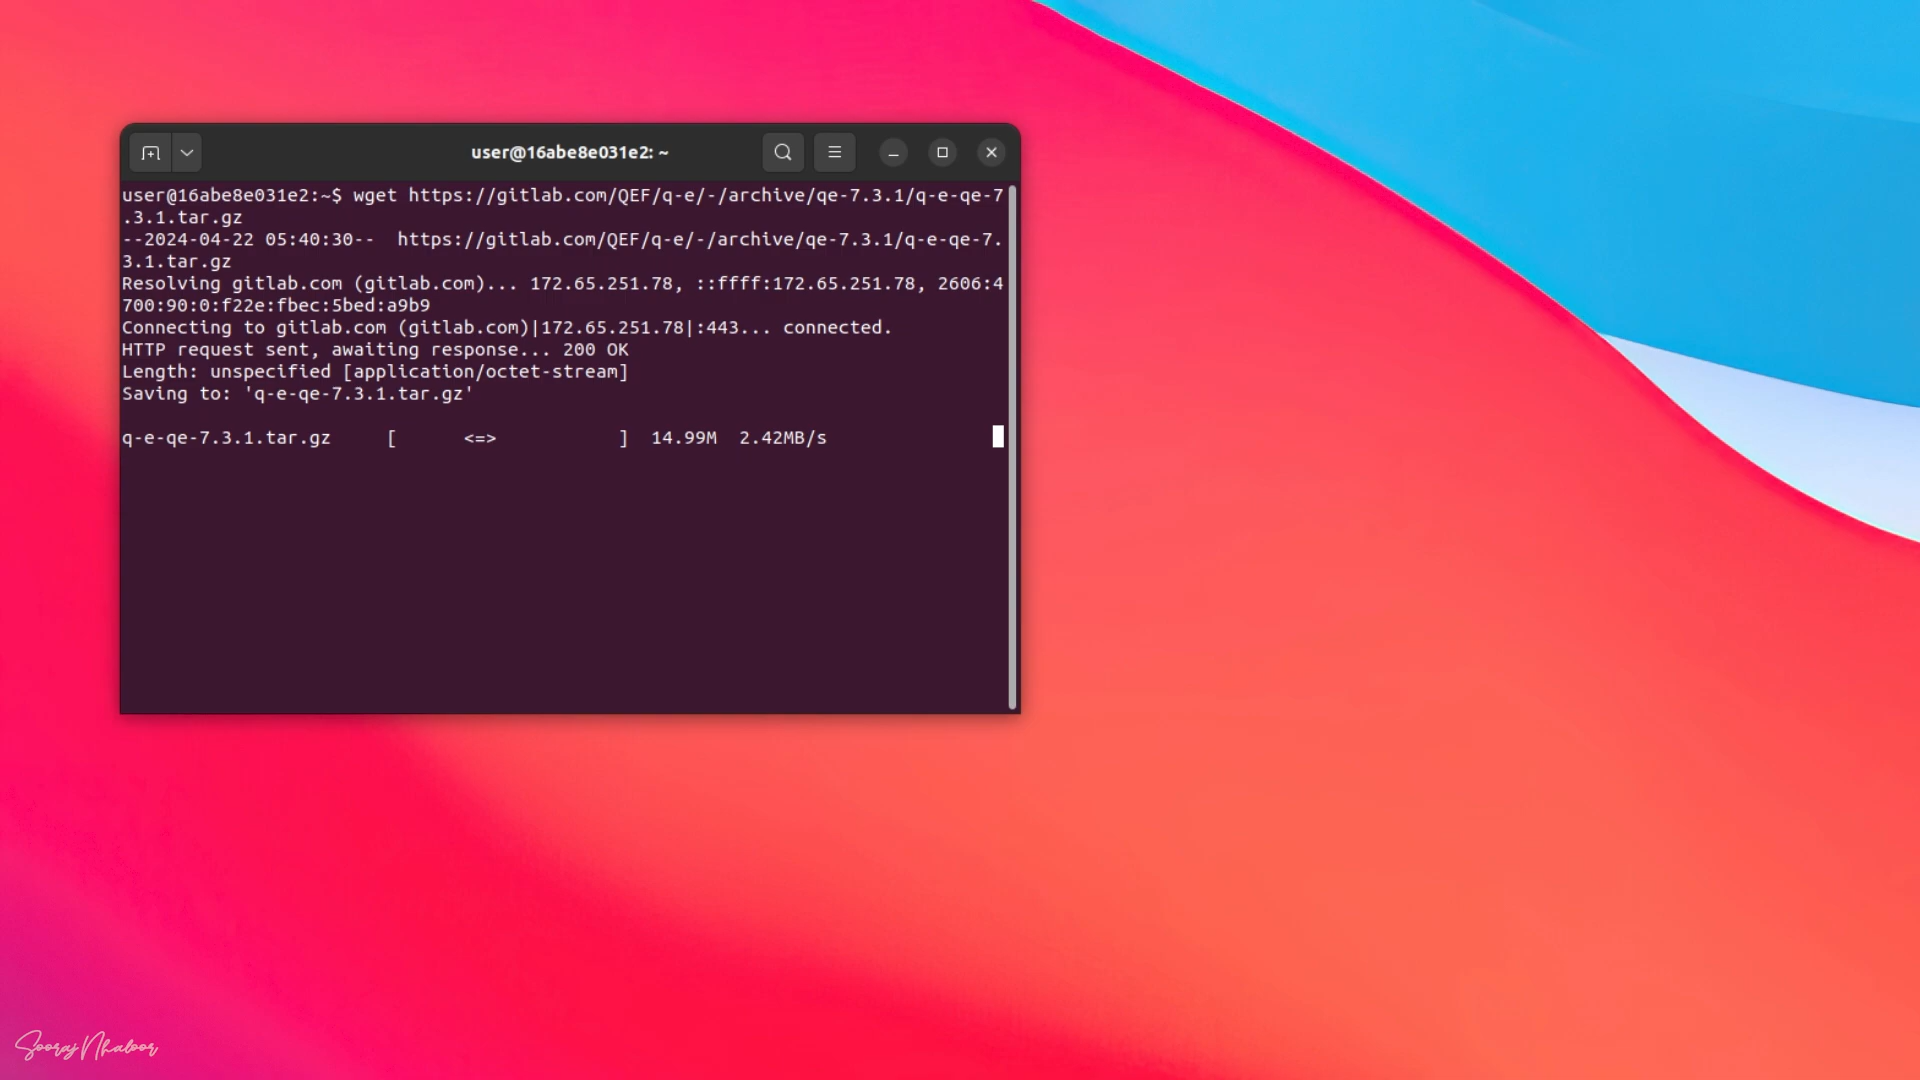 user@16abe8e031e2: ~
user@16abe8e031e2:~$ wget https://gitlab.com/QEF/q-e/-/archive/qe-7.3.1/q-e-qe-7
.3.1.tar.gz
--2024-04-22 05:40:30--  https://gitlab.com/QEF/q-e/-/archive/qe-7.3.1/q-e-qe-7.
3.1.tar.gz
Resolving gitlab.com (gitlab.com)... 172.65.251.78, ::ffff:172.65.251.78, 2606:4
700:90:0:f22e:fbec:5bed:a9b9
Connecting to gitlab.com (gitlab.com)|172.65.251.78|:443... connected.
HTTP request sent, awaiting response... 200 OK
Length: unspecified [application/octet-stream]
Saving to: 'q-e-qe-7.3.1.tar.gz'
q-e-qe-7.3.1.tar.gz     [       <=>           ]  14.99M  2.42MB/s
Sooraj Nhaloor